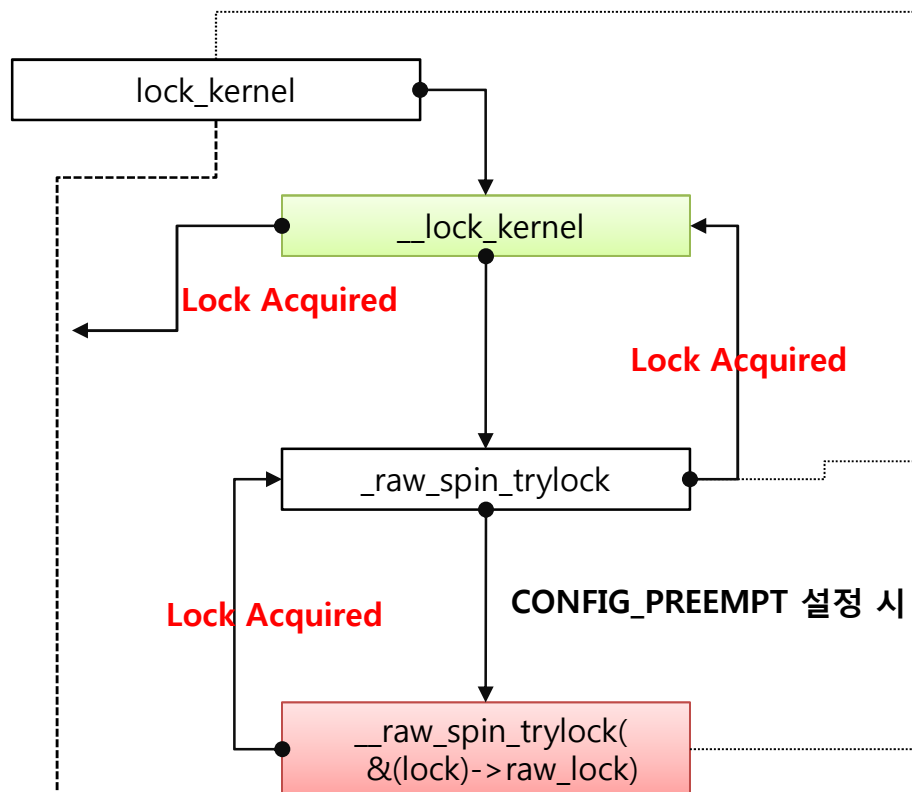 lock_kernel
__lock_kernel
Lock Acquired
Lock Acquired
_raw_spin_trylock
Lock Acquired
CONFIG_PREEMPT 설정 시
__raw_spin_trylock(
&(lock)->raw_lock)